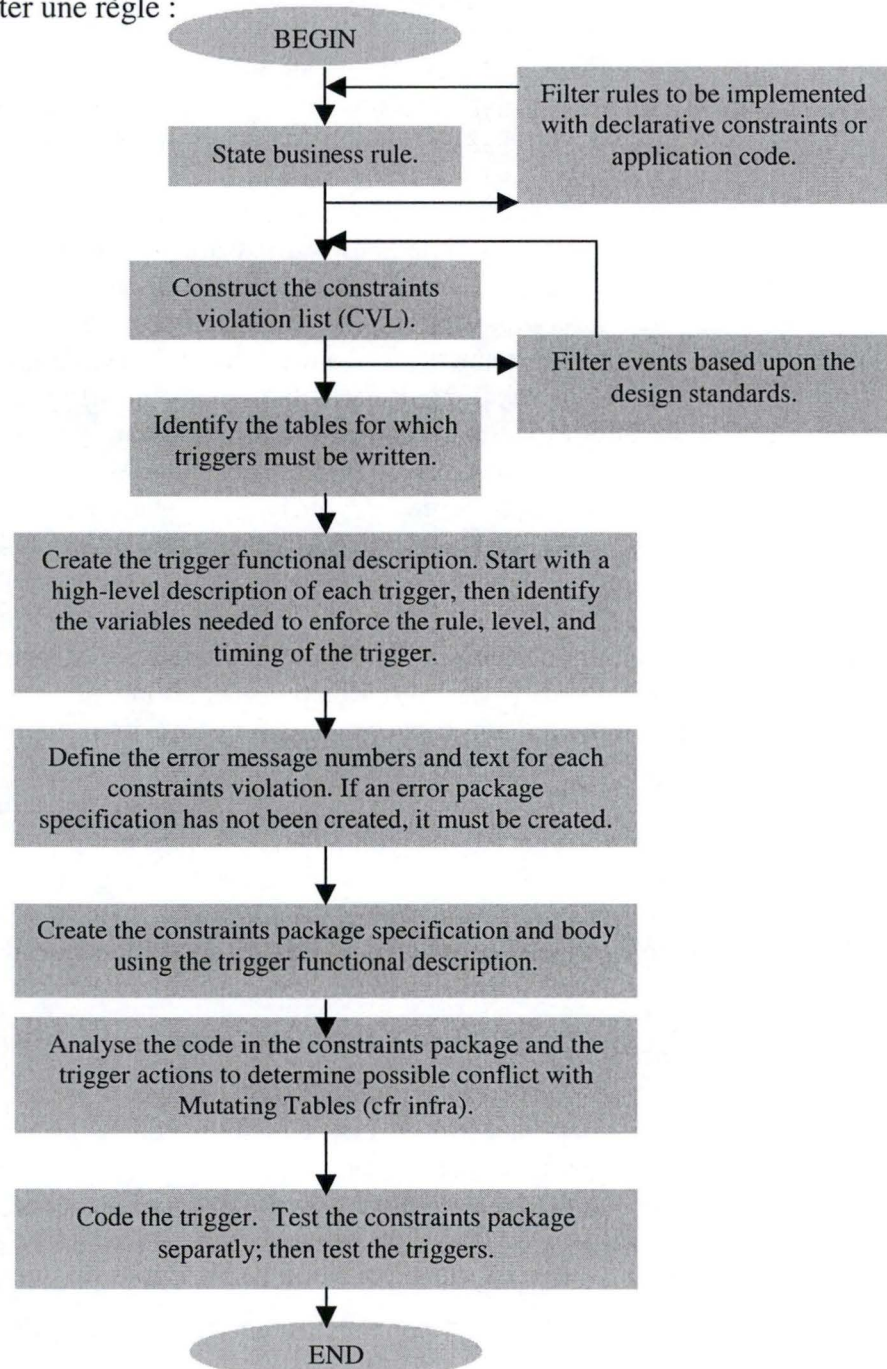 ter une règle :
BEGIN
Filter rules to be implemented
with declarative constraints or
application code.
State business rule.
Construct the constraints
violation list (CVL).
Filter events based upon the
design standards.
Identify the tables for which
triggers must be written.
Create the trigger functional description. Start with a
high-level description of each trigger, then identify
the variables needed to enforce the rule, level, and
timing of the trigger.
Define the error message numbers and text for each
constraints violation. If an error package
specification has not been created, it must be created.
Create the constraints package specification and body
using the trigger functional description.
Analyse the code in the constraints package and the
trigger actions to determine possible conflict with
Mutating Tables (cfr infra).
Code the trigger. Test the constraints package
separatly; then test the triggers.
END